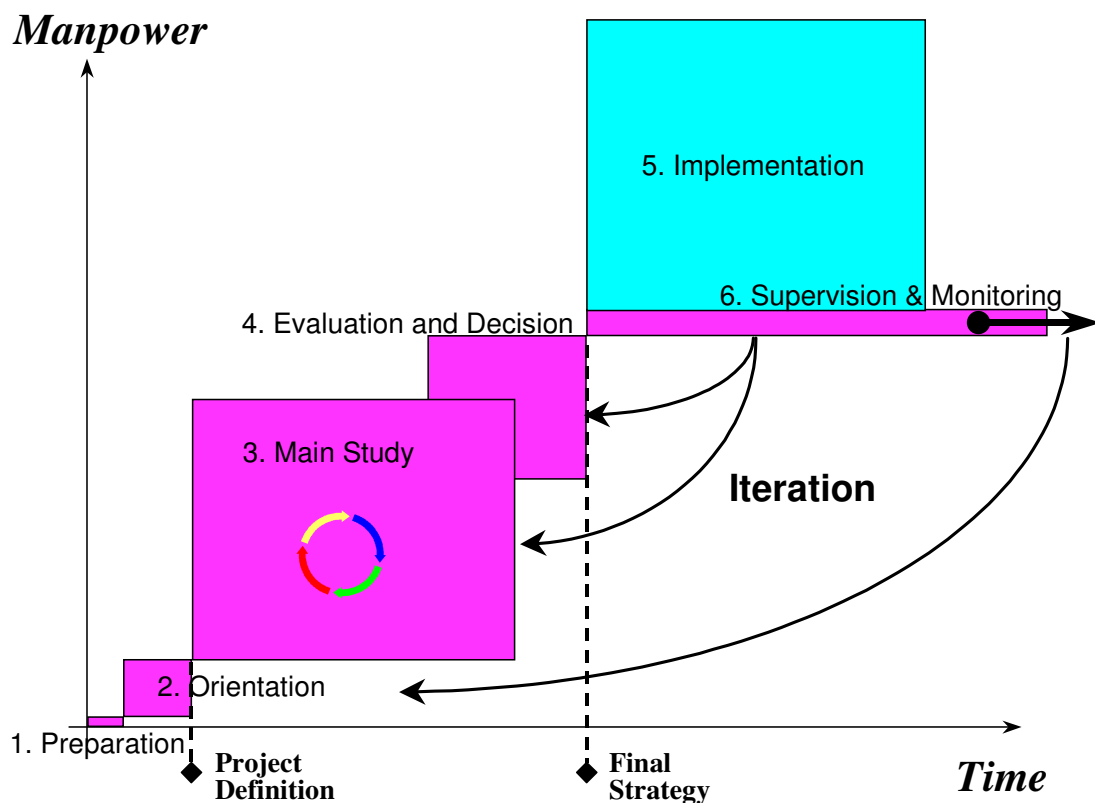 Manpower
5. Implementation
6. Supervision & Monitoring
4. Evaluation and Decision
3. Main Study
Iteration
2. Orientation
1. Preparation
Project
Definition
Final
Strategy
Time